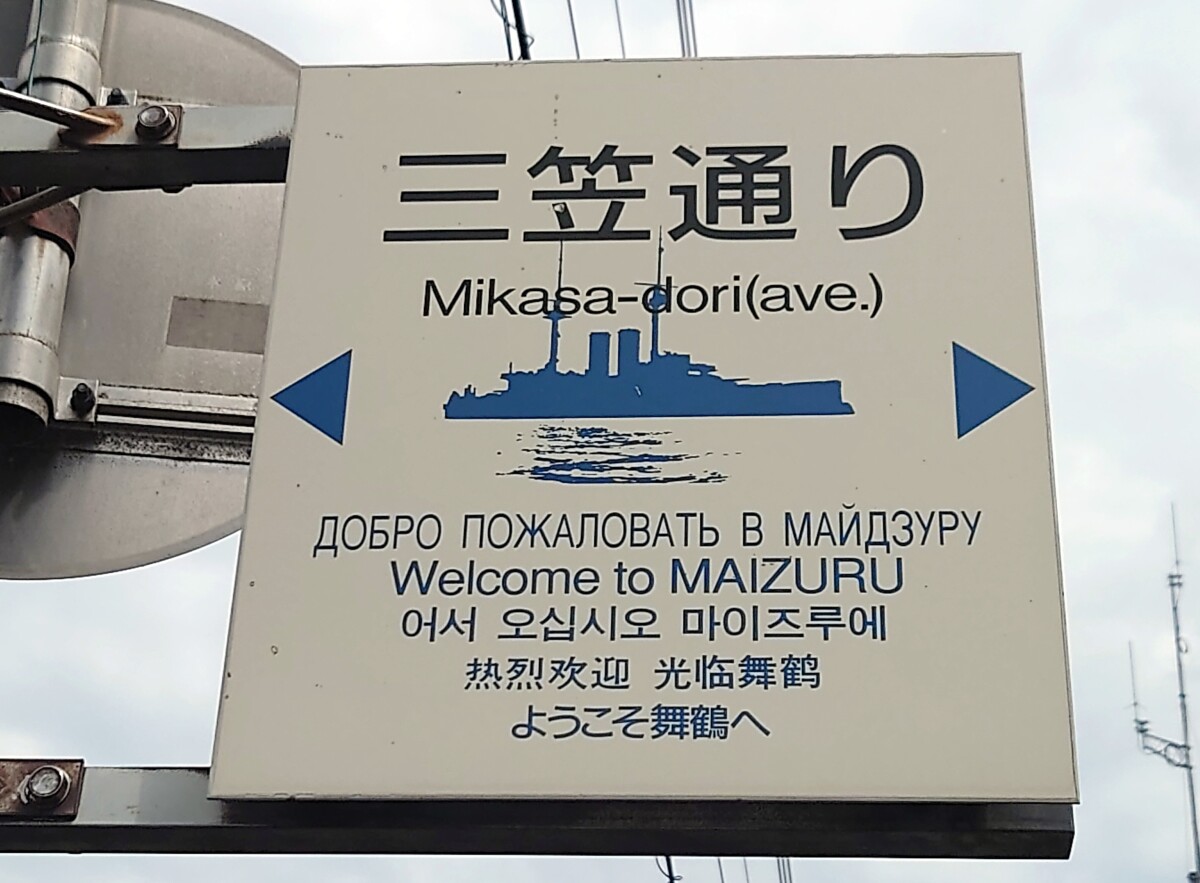 三笠通り
Mikasa-dori(ave.)
ДОБРО ПОЖАЛОВАТЬ В МАЙДЗУРУ
Welcome to MAIZURU
어서 오십시오 마이즈루에
热烈欢迎 光临舞鹤
ようこそ舞鶴へ